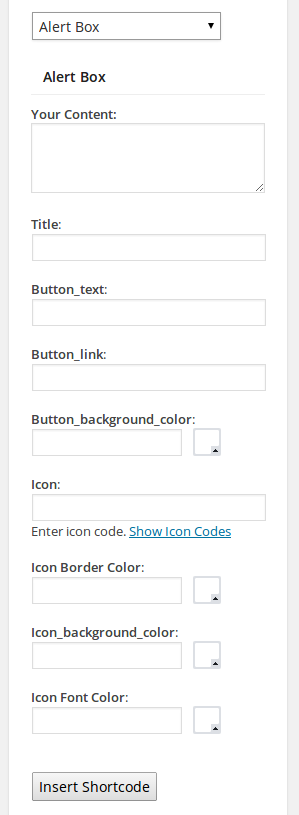 Alert Box
Alert Box
Your Content:
Title:
Button_text:
Button_link:
Button_background_color:
Icon:
Enter icon code. Show Icon Codes
Icon Border Color:
Icon_background_color:
Icon Font Color:
Insert Shortcode